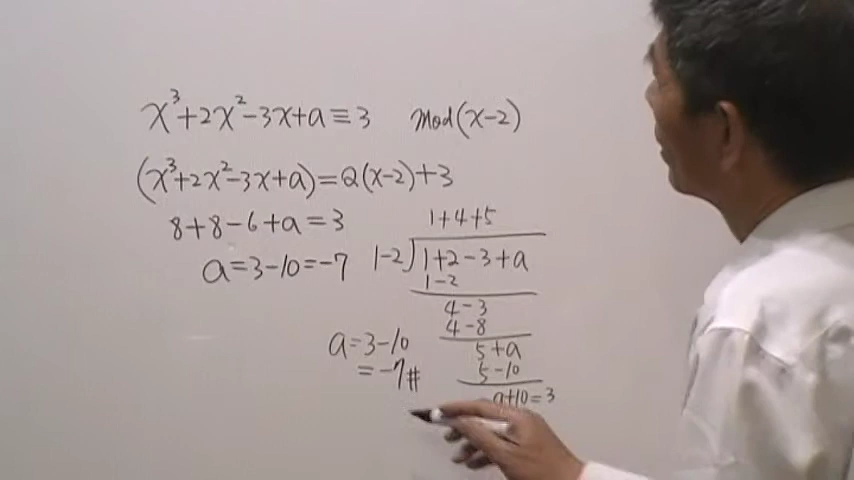 x³+2x²-3x+a≡3 mod(x-2)
(x³+2x²-3x+a)=Q(x-2)+3
8+8-6+a=3
a=3-10=-7
1+4+5
1-2)1+2-3+a
1-2
4-3
4-8
5+a
5-10
a+10=3
a=3-10
=-7#